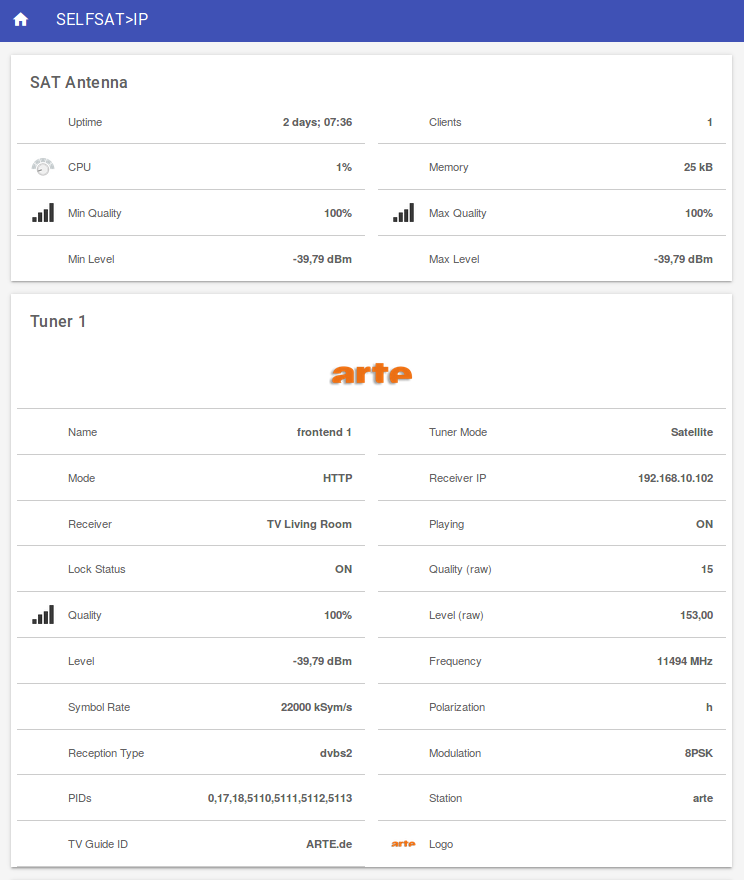 SELFSAT>IP
SAT Antenna
Uptime 2 days; 07:36 Clients 1
CPU 1% Memory 25 kB
Min Quality 100% Max Quality 100%
Min Level -39,79 dBm Max Level -39,79 dBm
Tuner 1
arte
Name frontend 1 Tuner Mode Satellite
Mode HTTP Receiver IP 192.168.10.102
Receiver TV Living Room Playing ON
Lock Status ON Quality (raw) 15
Quality 100% Level (raw) 153,00
Level -39,79 dBm Frequency 11494 MHz
Symbol Rate 22000 kSym/s Polarization h
Reception Type dvbs2 Modulation 8PSK
PIDs 0,17,18,5110,5111,5112,5113 Station arte
TV Guide ID ARTE.de arte Logo